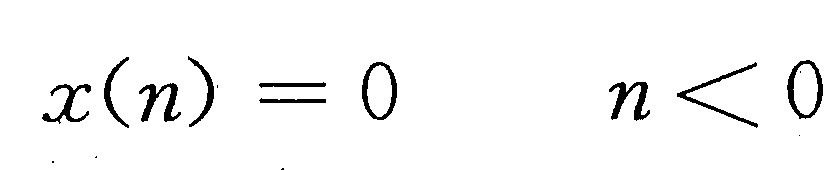 x(n) = 0 n < 0